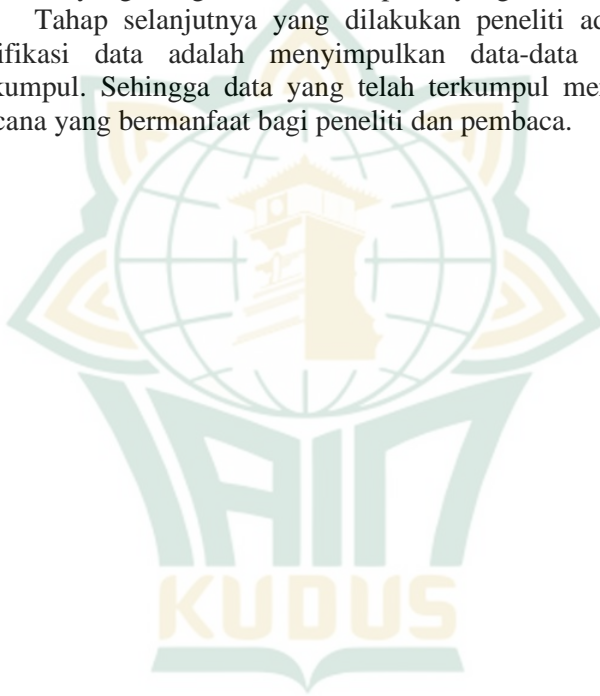 Tahap selanjutnya yang dilakukan peneliti ad
ifikasi data adalah menyimpulkan data-data
kumpul. Sehingga data yang telah terkumpul me
cana yang bermanfaat bagi peneliti dan pembaca.
IAIN
KUDUS